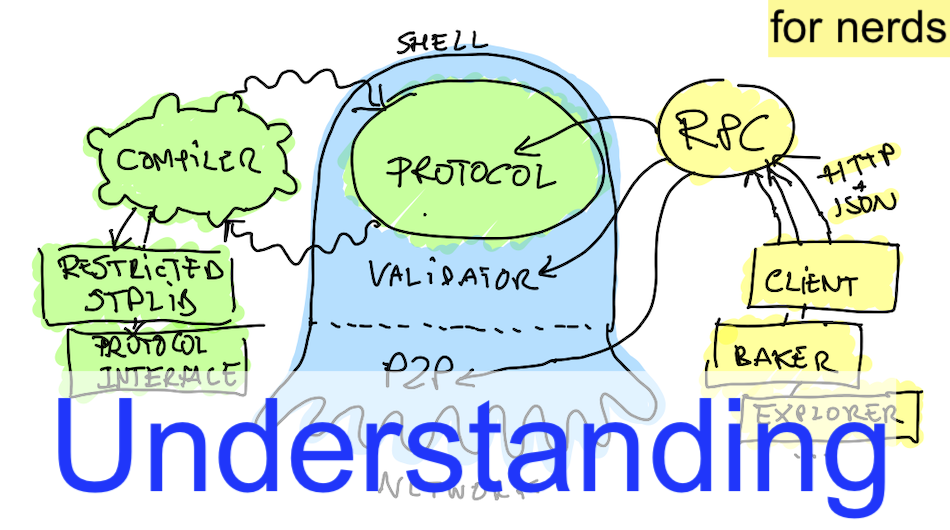 for nerds
SHELL
COMPILER
PROTOCOL
RPC
HTTP
+
JSON
RESTRICTED
STDLIB
VALIDATOR
CLIENT
PROTOCOL
INTERFACE
P2P
BAKER
EXPLORER
...
Understanding
NETWORK